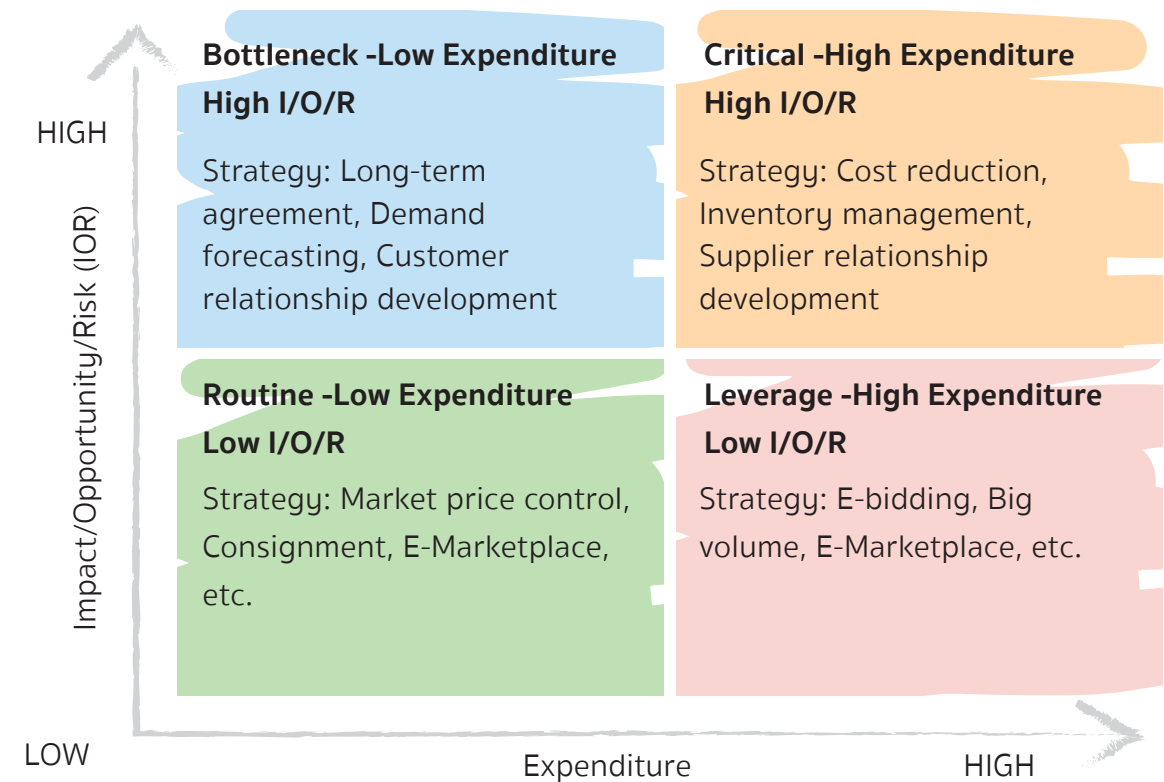 Bottleneck -Low Expenditure
High I/O/R
Strategy: Long-term
agreement, Demand
forecasting, Customer
relationship development
Critical -High Expenditure
High I/O/R
Strategy: Cost reduction,
Inventory management,
Supplier relationship
development
HIGH
Impact/Opportunity/Risk (IOR)
Routine -Low Expenditure
Low I/O/R
Strategy: Market price control,
Consignment, E-Marketplace,
etc.
Leverage -High Expenditure
Low I/O/R
Strategy: E-bidding, Big
volume, E-Marketplace, etc.
LOW
Expenditure
HIGH